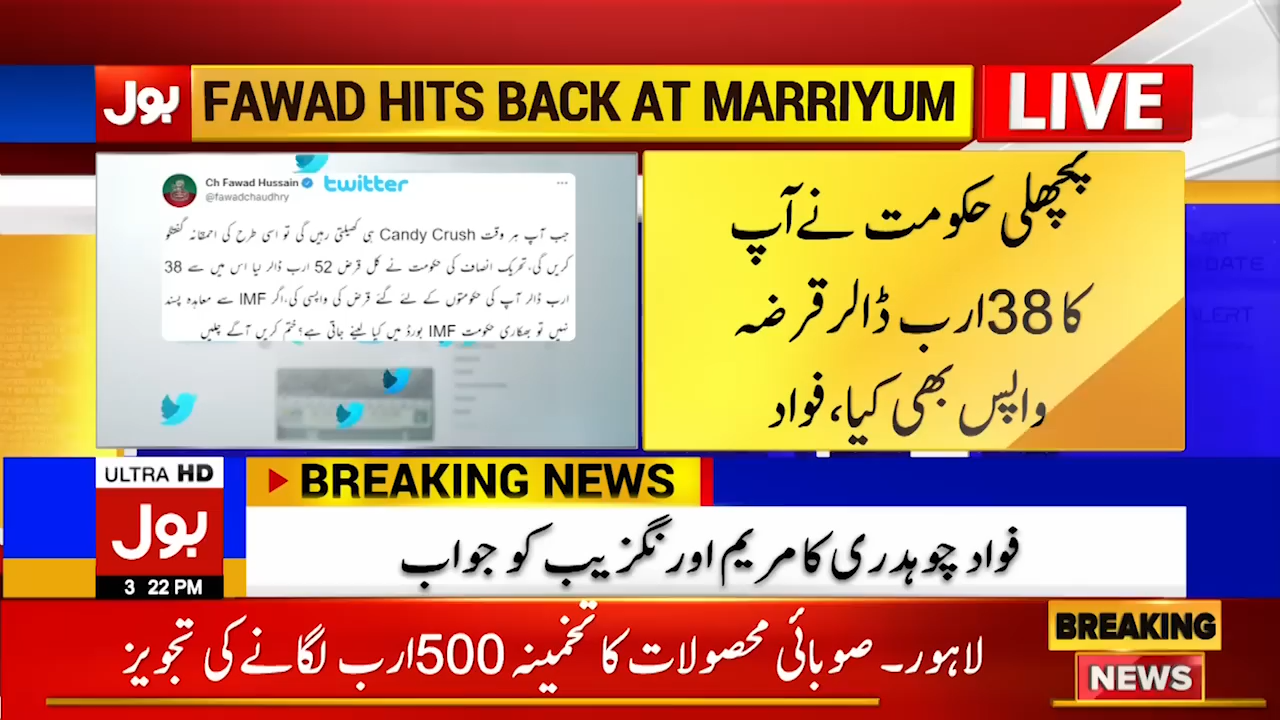 بول
FAWAD HITS BACK AT MARRIYUM
LIVE
Ch Fawad Hussain
twitter
@fawadchaudhry
جب آپ ہر وقت Candy Crush ہی کھیلتی رہیں گی تو اسی طرح کی احمقانہ گفتگو
کریں گی،تحریک انصاف کی حکومت نے کل قرض 52 ارب ڈالر لیا اس میں سے 38
ارب ڈالر آپ کی حکومتوں کے لئے گئے قرض کی واپسی کی،اگر IMF سے معاہدہ پسند
نہیں تو بھکاری حکومت IMF بورڈ میں کیا لینے جاتی ہے؟ختم کریں آگے چلیں
پچھلی حکومت نے آپ
کا 38ارب ڈالر قرضہ
واپس بھی کیا، فواد
ULTRA HD
بول
3 22 PM
BREAKING NEWS
فواد چوہدری کا مریم اورنگزیب کو جواب
لاہور۔ صوبائی محصولات کا تخمینہ 500ارب لگانے کی تجویز
BREAKING
NEWS